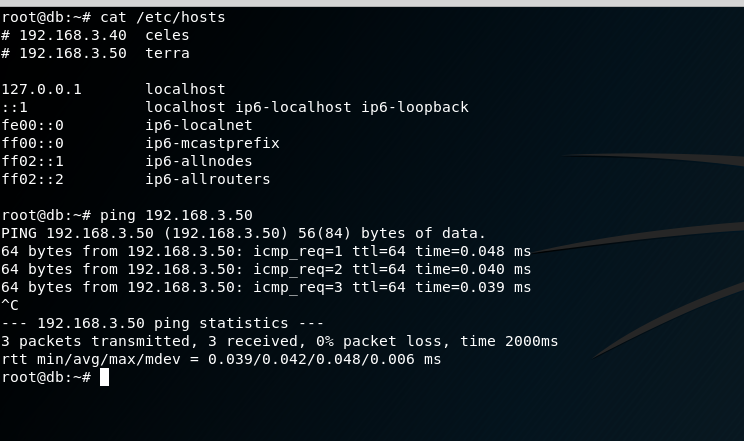 root@db:~# cat /etc/hosts
# 192.168.3.40  celes
# 192.168.3.50  terra
127.0.0.1       localhost
::1             localhost ip6-localhost ip6-loopback
fe00::0         ip6-localnet
ff00::0         ip6-mcastprefix
ff02::1         ip6-allnodes
ff02::2         ip6-allrouters
root@db:~# ping 192.168.3.50
PING 192.168.3.50 (192.168.3.50) 56(84) bytes of data.
64 bytes from 192.168.3.50: icmp_req=1 ttl=64 time=0.048 ms
64 bytes from 192.168.3.50: icmp_req=2 ttl=64 time=0.040 ms
64 bytes from 192.168.3.50: icmp_req=3 ttl=64 time=0.039 ms
^C
--- 192.168.3.50 ping statistics ---
3 packets transmitted, 3 received, 0% packet loss, time 2000ms
rtt min/avg/max/mdev = 0.039/0.042/0.048/0.006 ms
root@db:~#